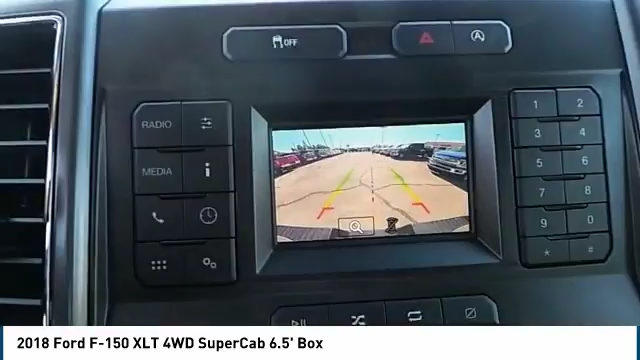 OFF
A
RADIO
MEDIA
i
1 2
3 4
5 6
7 8
9 0
* #
2018 Ford F-150 XLT 4WD SuperCab 6.5' Box